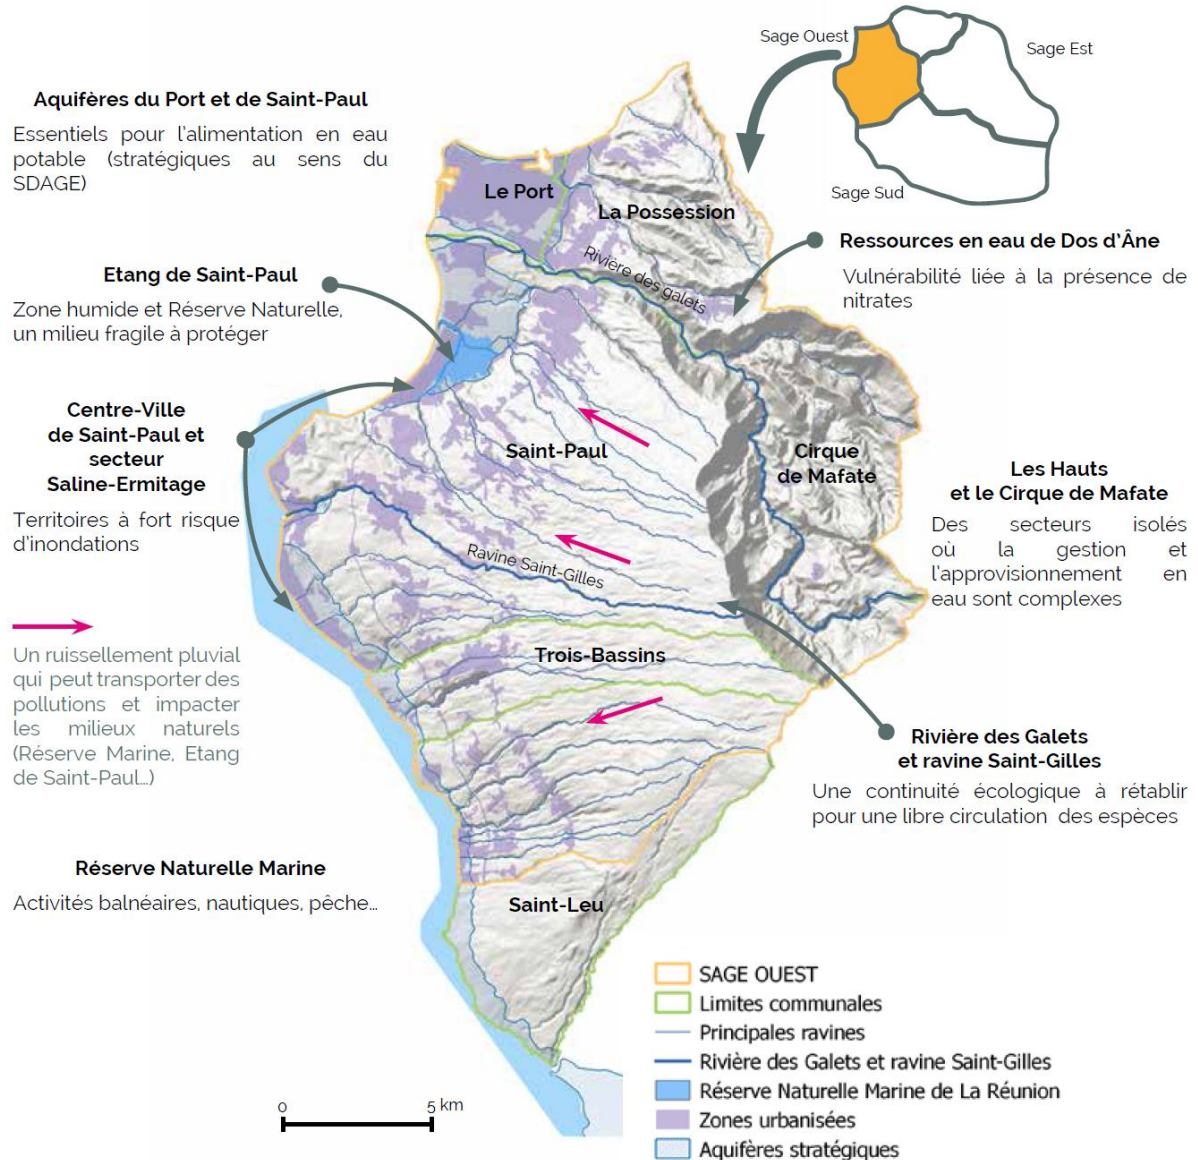 Sage Ouest
Sage Est
Sage Sud
Aquifères du Port et de Saint-Paul
Essentiels pour l'alimentation en eau
potable (stratégiques au sens du
SDAGE)
Le Port
La Possession
Rivière des galets
Ressources en eau de Dos d'Âne
Vulnérabilité liée à la présence de
nitrates
Etang de Saint-Paul
Zone humide et Réserve Naturelle,
un milieu fragile à protéger
Centre-Ville
de Saint-Paul et
secteur
Saline-Ermitage
Territoires à fort risque
d'inondations
Saint-Paul
Cirque
de Mafate
Les Hauts
et le Cirque de Mafate
Des secteurs isolés
où la gestion et
l'approvisionnement en
eau sont complexes
Ravine Saint-Gilles
Un ruissellement pluvial
qui peut transporter des
pollutions et impacter
les milieux naturels
(Réserve Marine, Etang
de Saint-Paul...)
Trois-Bassins
Rivière des Galets
et ravine Saint-Gilles
Une continuité écologique à rétablir
pour une libre circulation des espèces
Réserve Naturelle Marine
Activités balnéaires, nautiques, pêche...
Saint-Leu
SAGE OUEST
Limites communales
Principales ravines
Rivière des Galets et ravine Saint-Gilles
Réserve Naturelle Marine de La Réunion
Zones urbanisées
Aquifères stratégiques
0 5 km